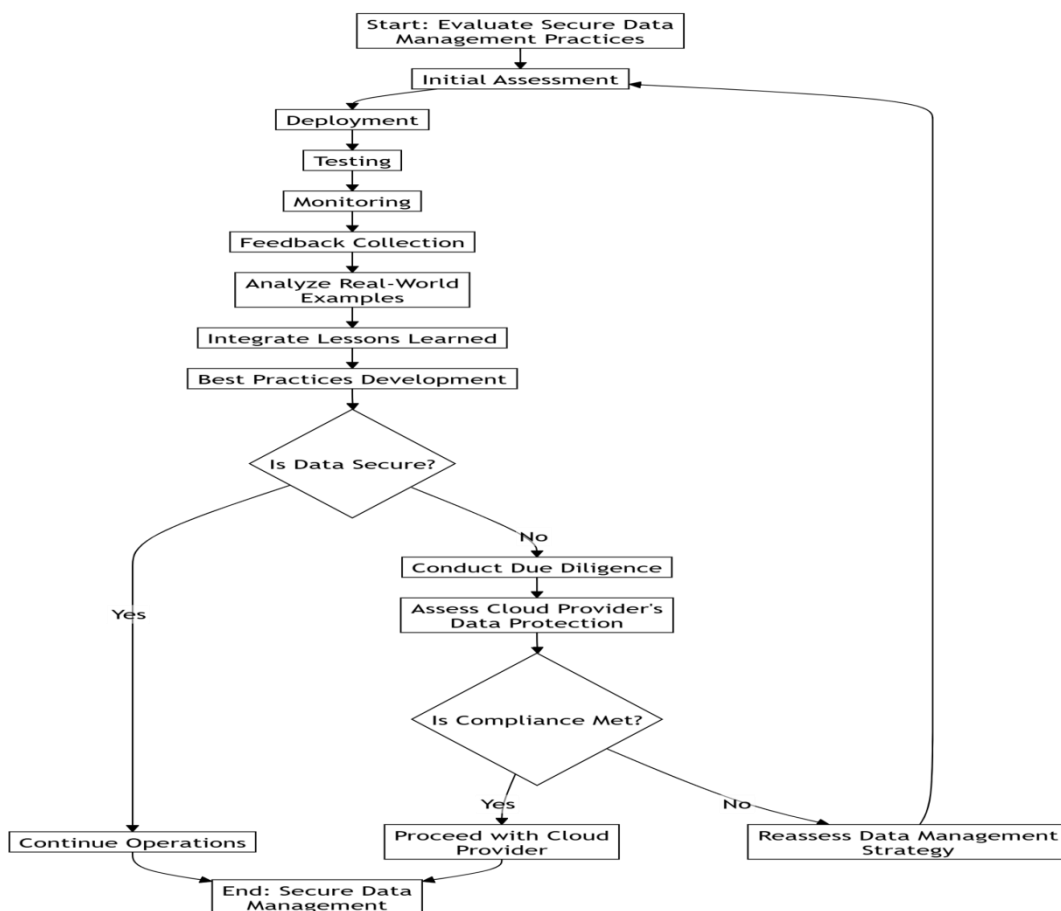 Start: Evaluate Secure Data
Management Practices
Initial Assessment
Deployment
Testing
Monitoring
Feedback Collection
Analyze Real-World
Examples
Integrate Lessons Learned
Best Practices Development
Is Data Secure?
No
Conduct Due Diligence
Assess Cloud Provider's
Data Protection
Yes
Is Compliance Met?
Yes
No
Continue Operations
Proceed with Cloud
Provider
Reassess Data Management
Strategy
End: Secure Data
Management